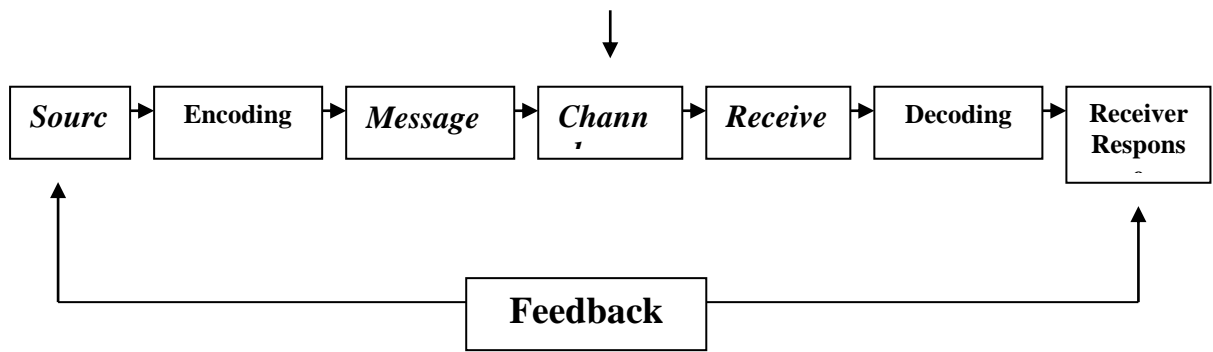 Sourc
Encoding
Message
Chann
Receive
Decoding
Receiver
Respons
Feedback